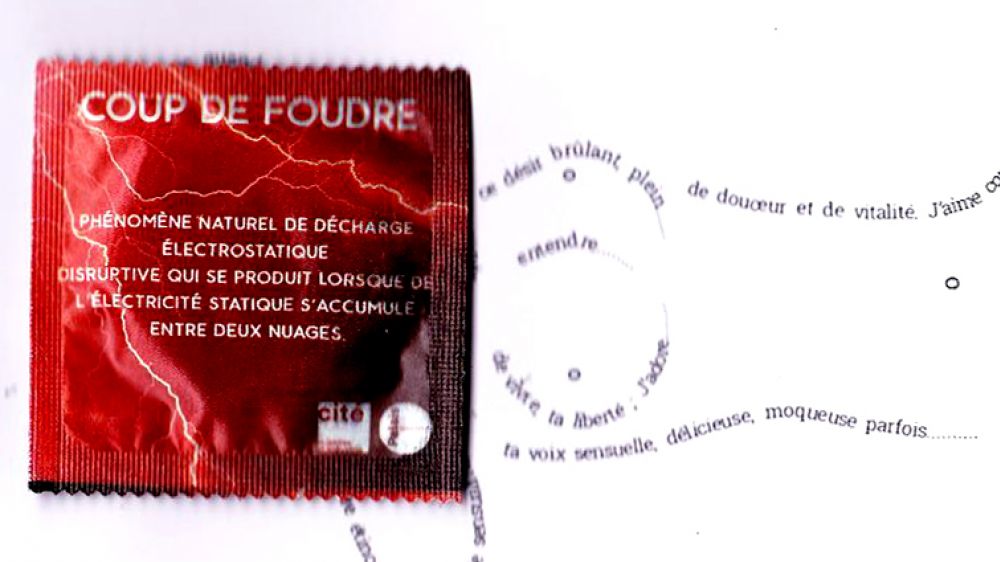 COUP DE FOUDRE
PHÉNOMÈNE NATUREL DE DÉCHARGE
ÉLECTROSTATIQUE
DISRUPTIVE QUI SE PRODUIT LORSQUE DE
L'ÉLECTRICITÉ STATIQUE S'ACCUMULE
ENTRE DEUX NUAGES.
cité
ce désir brûlant, plein
de douceur et de vitalité. J'aime
entendre......
de vivre, ta liberté ; J'adore
ta voix sensuelle, délicieuse, moqueuse parfois..........